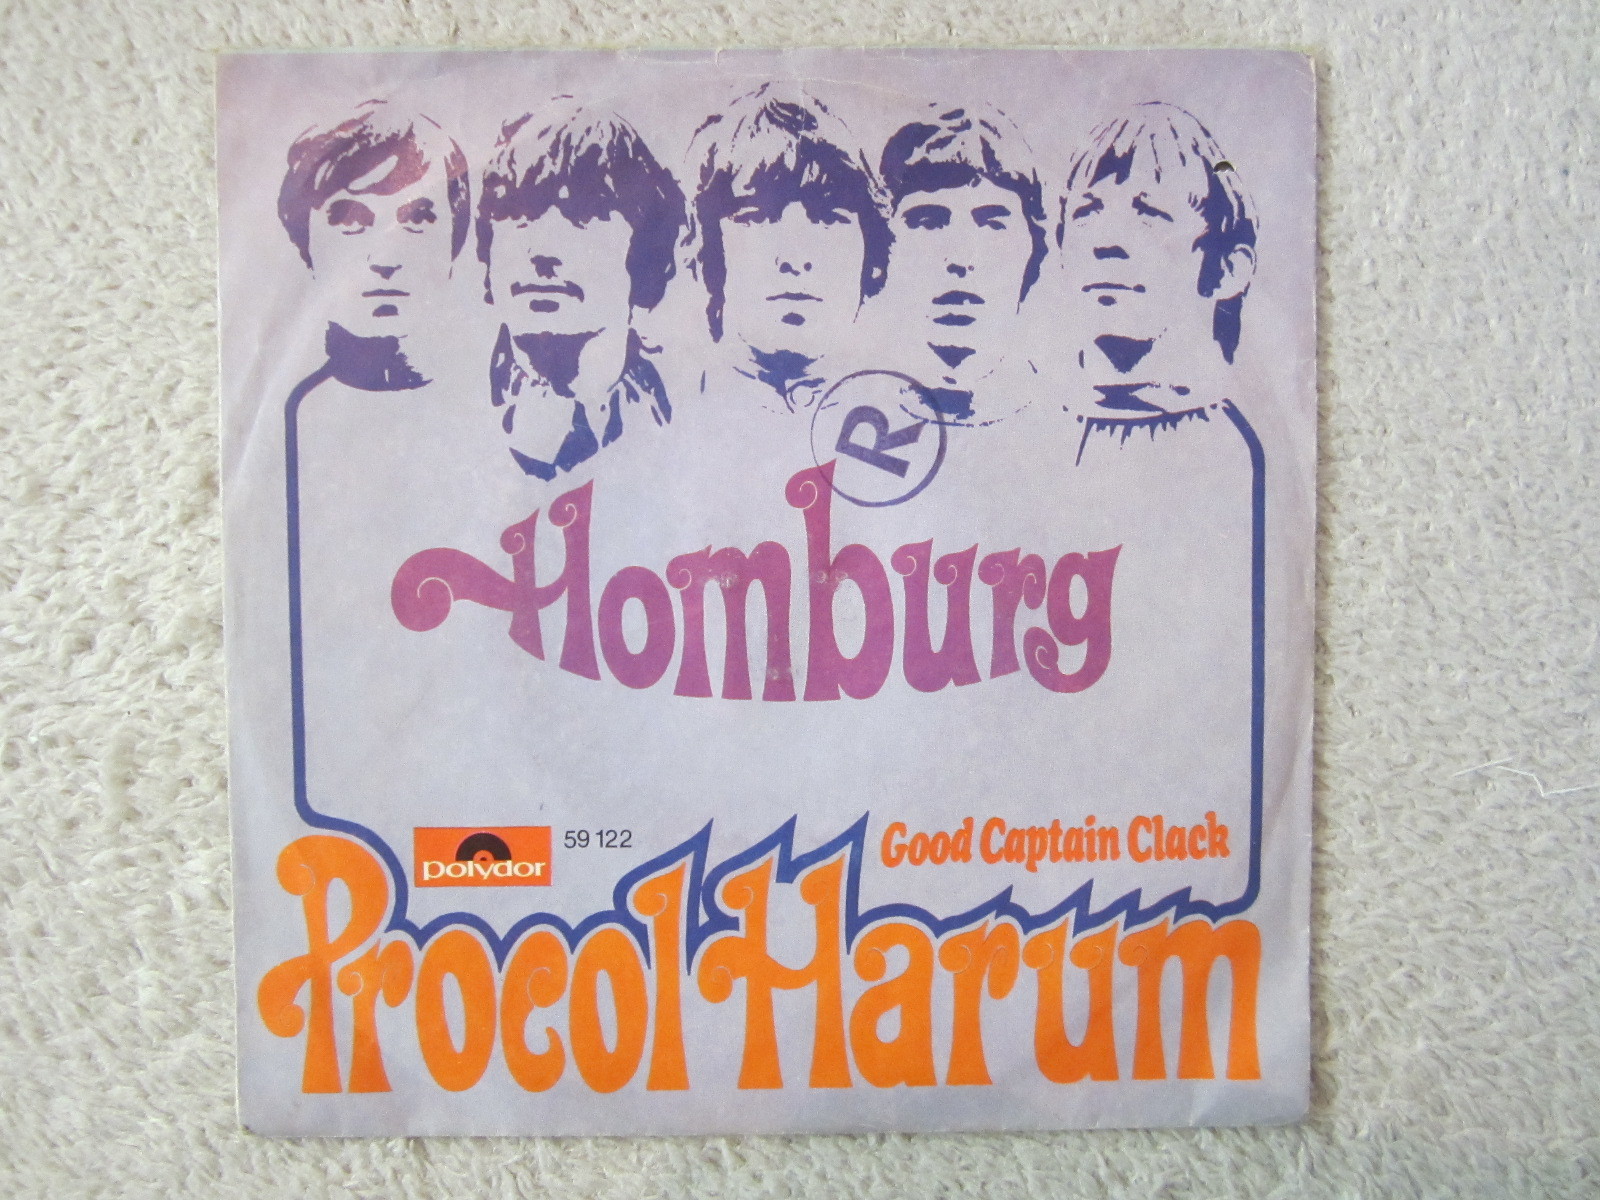 R
Homburg
polydor
59 122
Good Captain Clack
Procol Harum